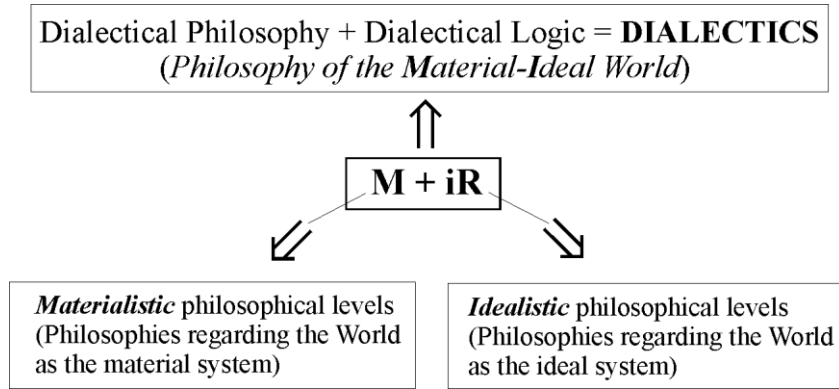 Dialectical Philosophy + Dialectical Logic = DIALECTICS
(Philosophy of the Material-Ideal World)
M + iR
Materialistic philosophical levels
(Philosophies regarding the World
as the material system)
Idealistic philosophical levels
(Philosophies regarding the World
as the ideal system)